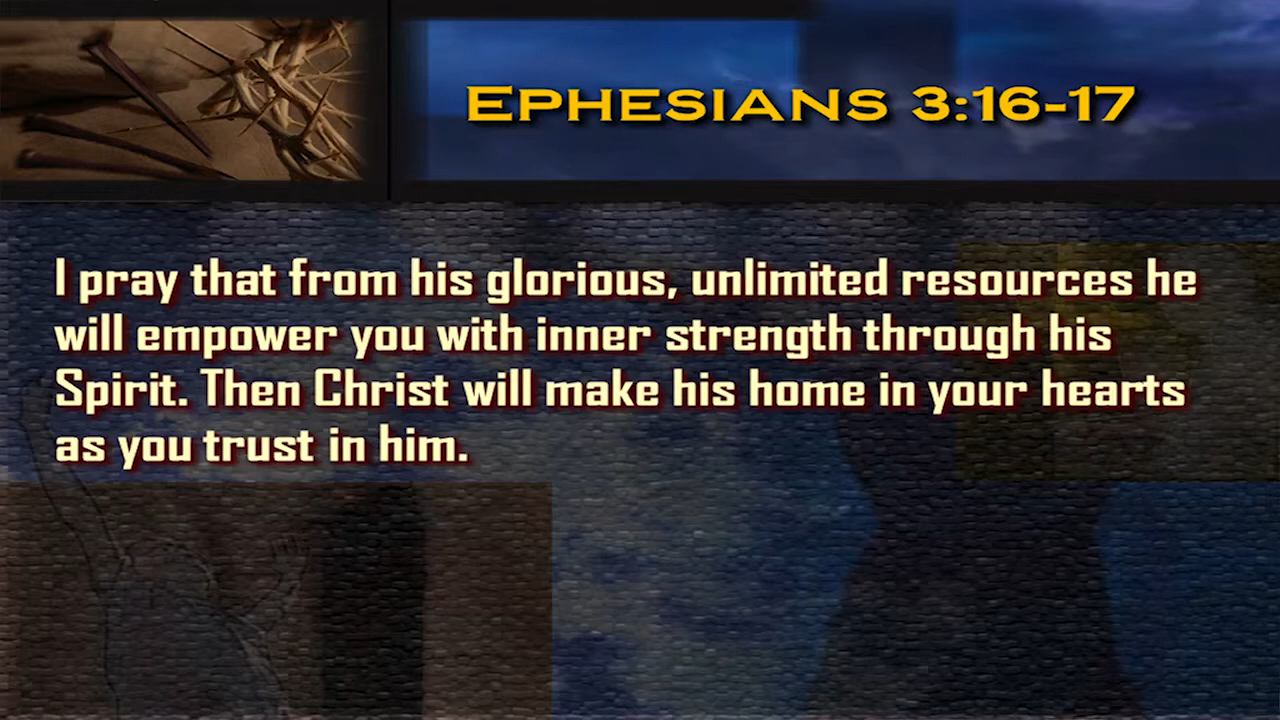 EPHESIANS 3:16-17
I pray that from his glorious, unlimited resources he
will empower you with inner strength through his
Spirit. Then Christ will make his home in your hearts
as you trust in him.